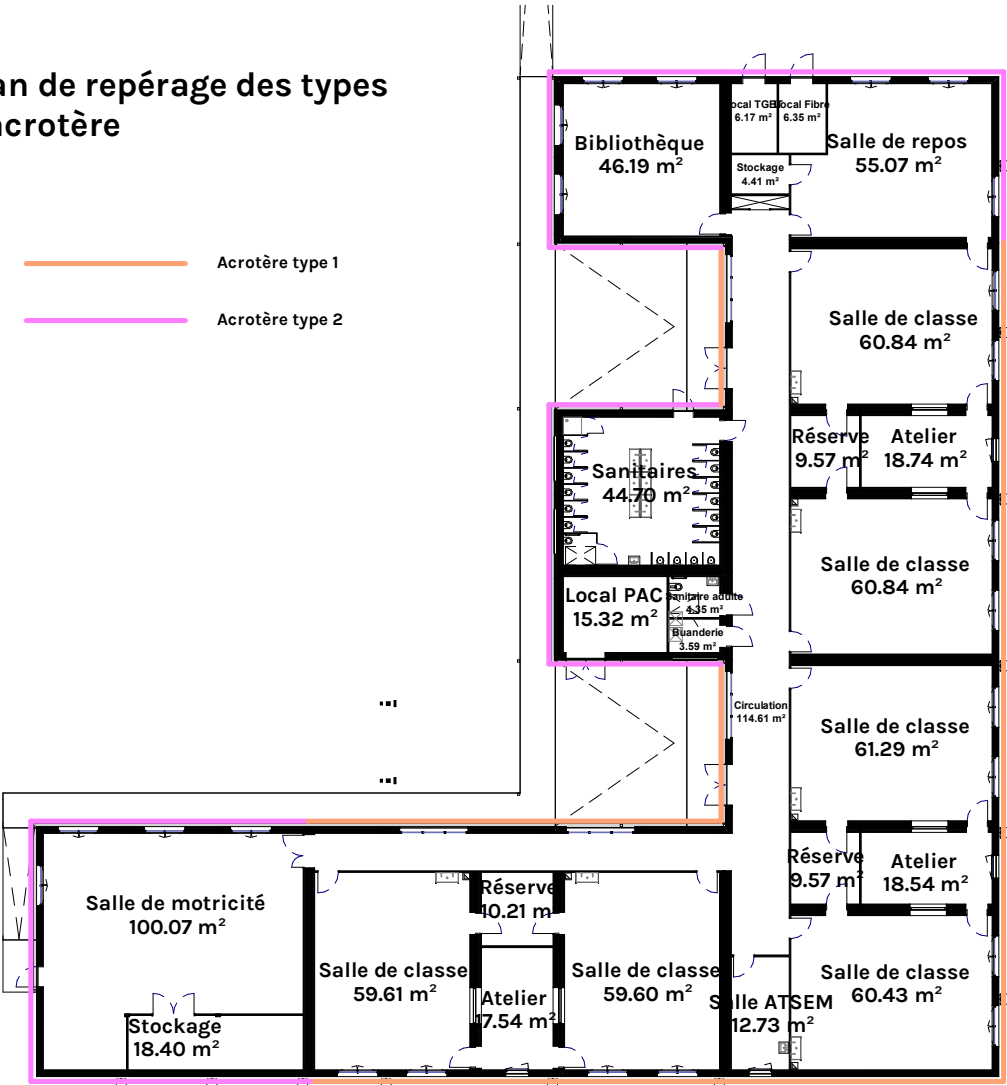 an de repérage des types
acrotère
Acrotère type 1
Acrotère type 2
Bibliothèque
46.19 m²
ocal TGBT
6.17 m²
Local Fibre
6.35 m²
Salle de repos
55.07 m²
Stockage
4.41 m²
Salle de classe
60.84 m²
Réserve
9.57 m²
Atelier
18.74 m²
Sanitaires
44.70 m²
Salle de classe
60.84 m²
Local PAC
15.32 m²
Sanitaire adulte
4.35 m²
Buanderie
3.59 m²
Circulation
114.61 m²
Salle de classe
61.29 m²
Réserve
9.57 m²
Atelier
18.54 m²
Salle de motricité
100.07 m²
Réserve
10.21 m
Salle de classe
59.61 m²
Salle de classe
59.60 m²
Atelier
17.54 m²
Salle ATSEM
12.73 m²
Salle de classe
60.43 m²
Stockage
18.40 m²